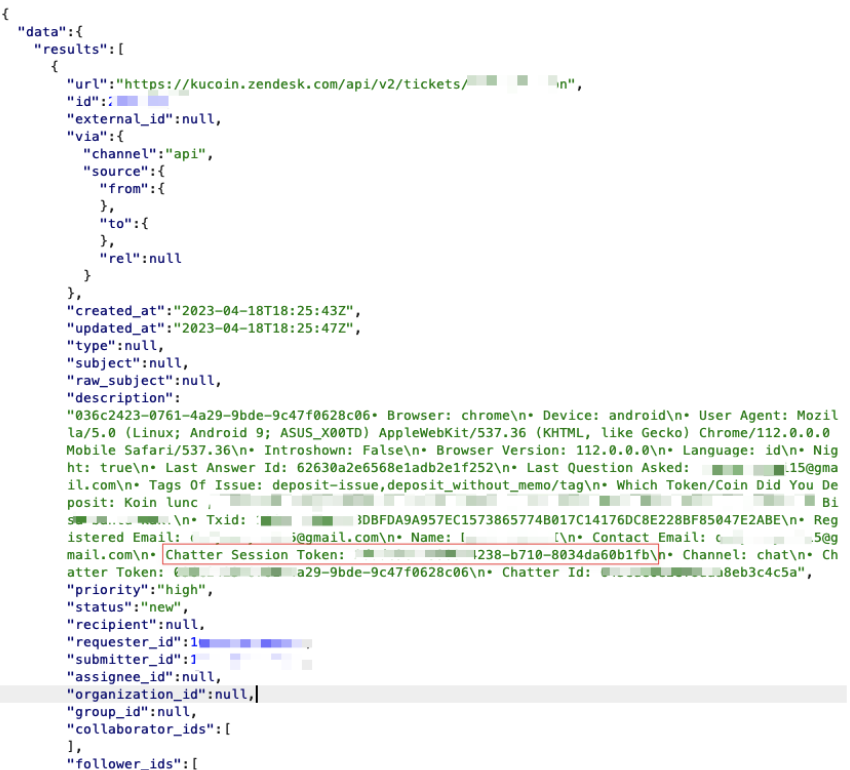 {
"data":{
"results":[
{
"url":"https://kucoin.zendesk.com/api/v2/tickets/ n",
"id":
"external_id":null,
"via":{
"channel":"api",
"source":{
"from":{
},
"to":{
},
"rel":null
}
},
"created_at":"2023-04-18T18:25:43Z",
"updated_at":"2023-04-18T18:25:47Z",
"type":null,
"subject":null,
"raw_subject":null,
"description":
"036c2423-0761-4a29-9bde-9c47f0628c06• Browser: chrome\n• Device: android\n• User Agent: Mozil
la/5.0 (Linux; Android 9; ASUS_X00TD) AppleWebKit/537.36 (KHTML, like Gecko) Chrome/112.0.0.0
Mobile Safari/537.36\n• Introshown: False\n• Browser Version: 112.0.0.0\n• Language: id\n• Nig
ht: true\n• Last Answer Id: 62630a2e6568e1adb2e1f252\n• Last Question Asked: 15@gma
il.com\n• Tags Of Issue: deposit-issue,deposit_without_memo/tag\n• Which Token/Coin Did You De
posit: Koin lunc Bi
\n• Txid: 3DBFDA9A957EC1573865774B017C14176DC8E228BF85047E2ABE\n• Reg
istered Email: 5@gmail.com\n• Name: \n• Contact Email: .5@g
mail.com\n• Chatter Session Token: 238-b710-8034da60b1fb\n• Channel: chat\n• Ch
atter Token: a29-9bde-9c47f0628c06\n• Chatter Id: a8eb3c4c5a",
"priority":"high",
"status":"new",
"recipient":null,
"requester_id":1
"submitter_id":1
"assignee_id":null,
"organization_id":null,
"group_id":null,
"collaborator_ids":[
],
"follower_ids":[